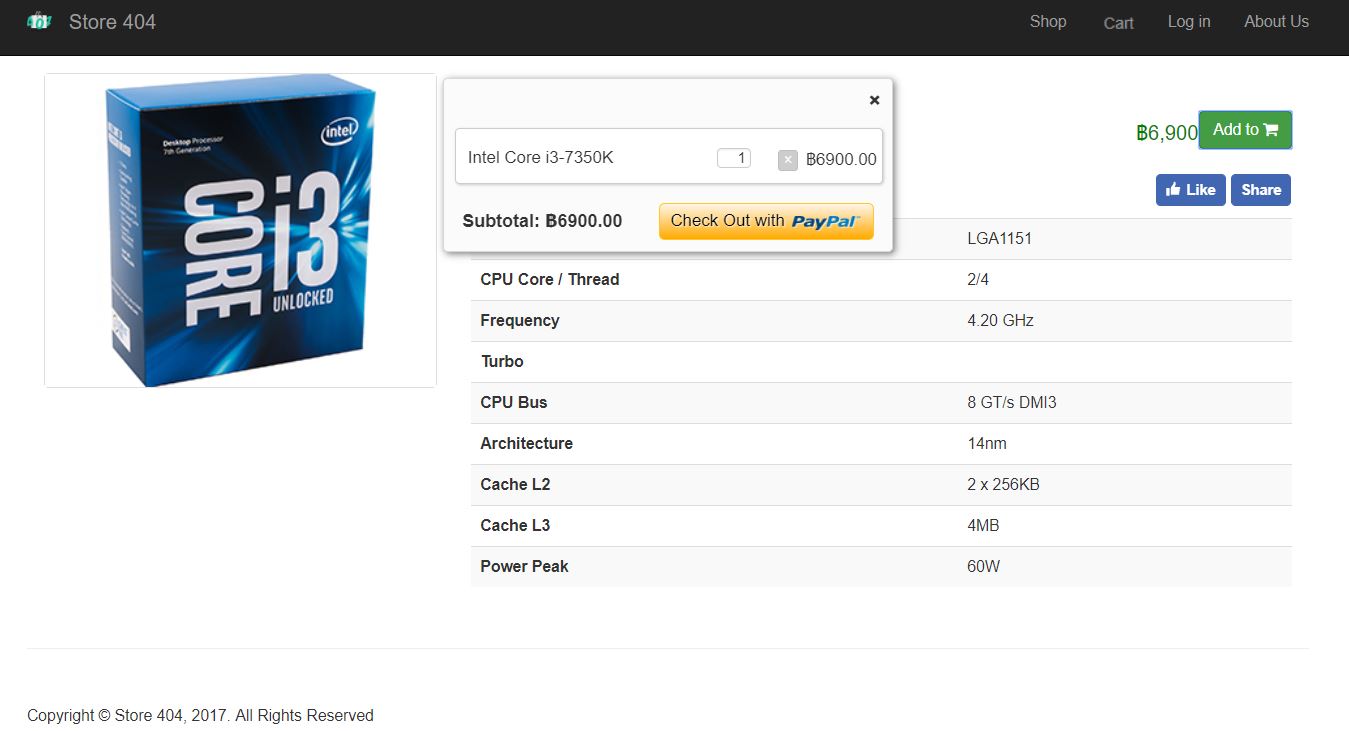 Store 404 Shop Cart Log in About Us
intel
Desktop Processor
7th Generation
CORE i3
UNLOCKED
×
Intel Core i3-7350K 1 × ฿6900.00
Subtotal: ฿6900.00 Check Out with PayPal
฿6,900 Add to
Like Share
LGA1151
CPU Core / Thread 2/4
Frequency 4.20 GHz
Turbo
CPU Bus 8 GT/s DMI3
Architecture 14nm
Cache L2 2 x 256KB
Cache L3 4MB
Power Peak 60W
Copyright © Store 404, 2017. All Rights Reserved